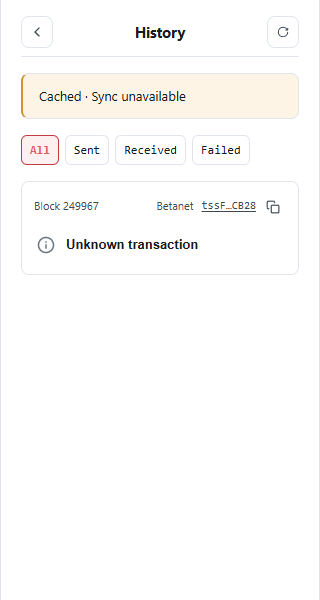 History
Cached · Sync unavailable
All Sent Received Failed
Block 249967 Betanet tssF…CB28
Unknown transaction